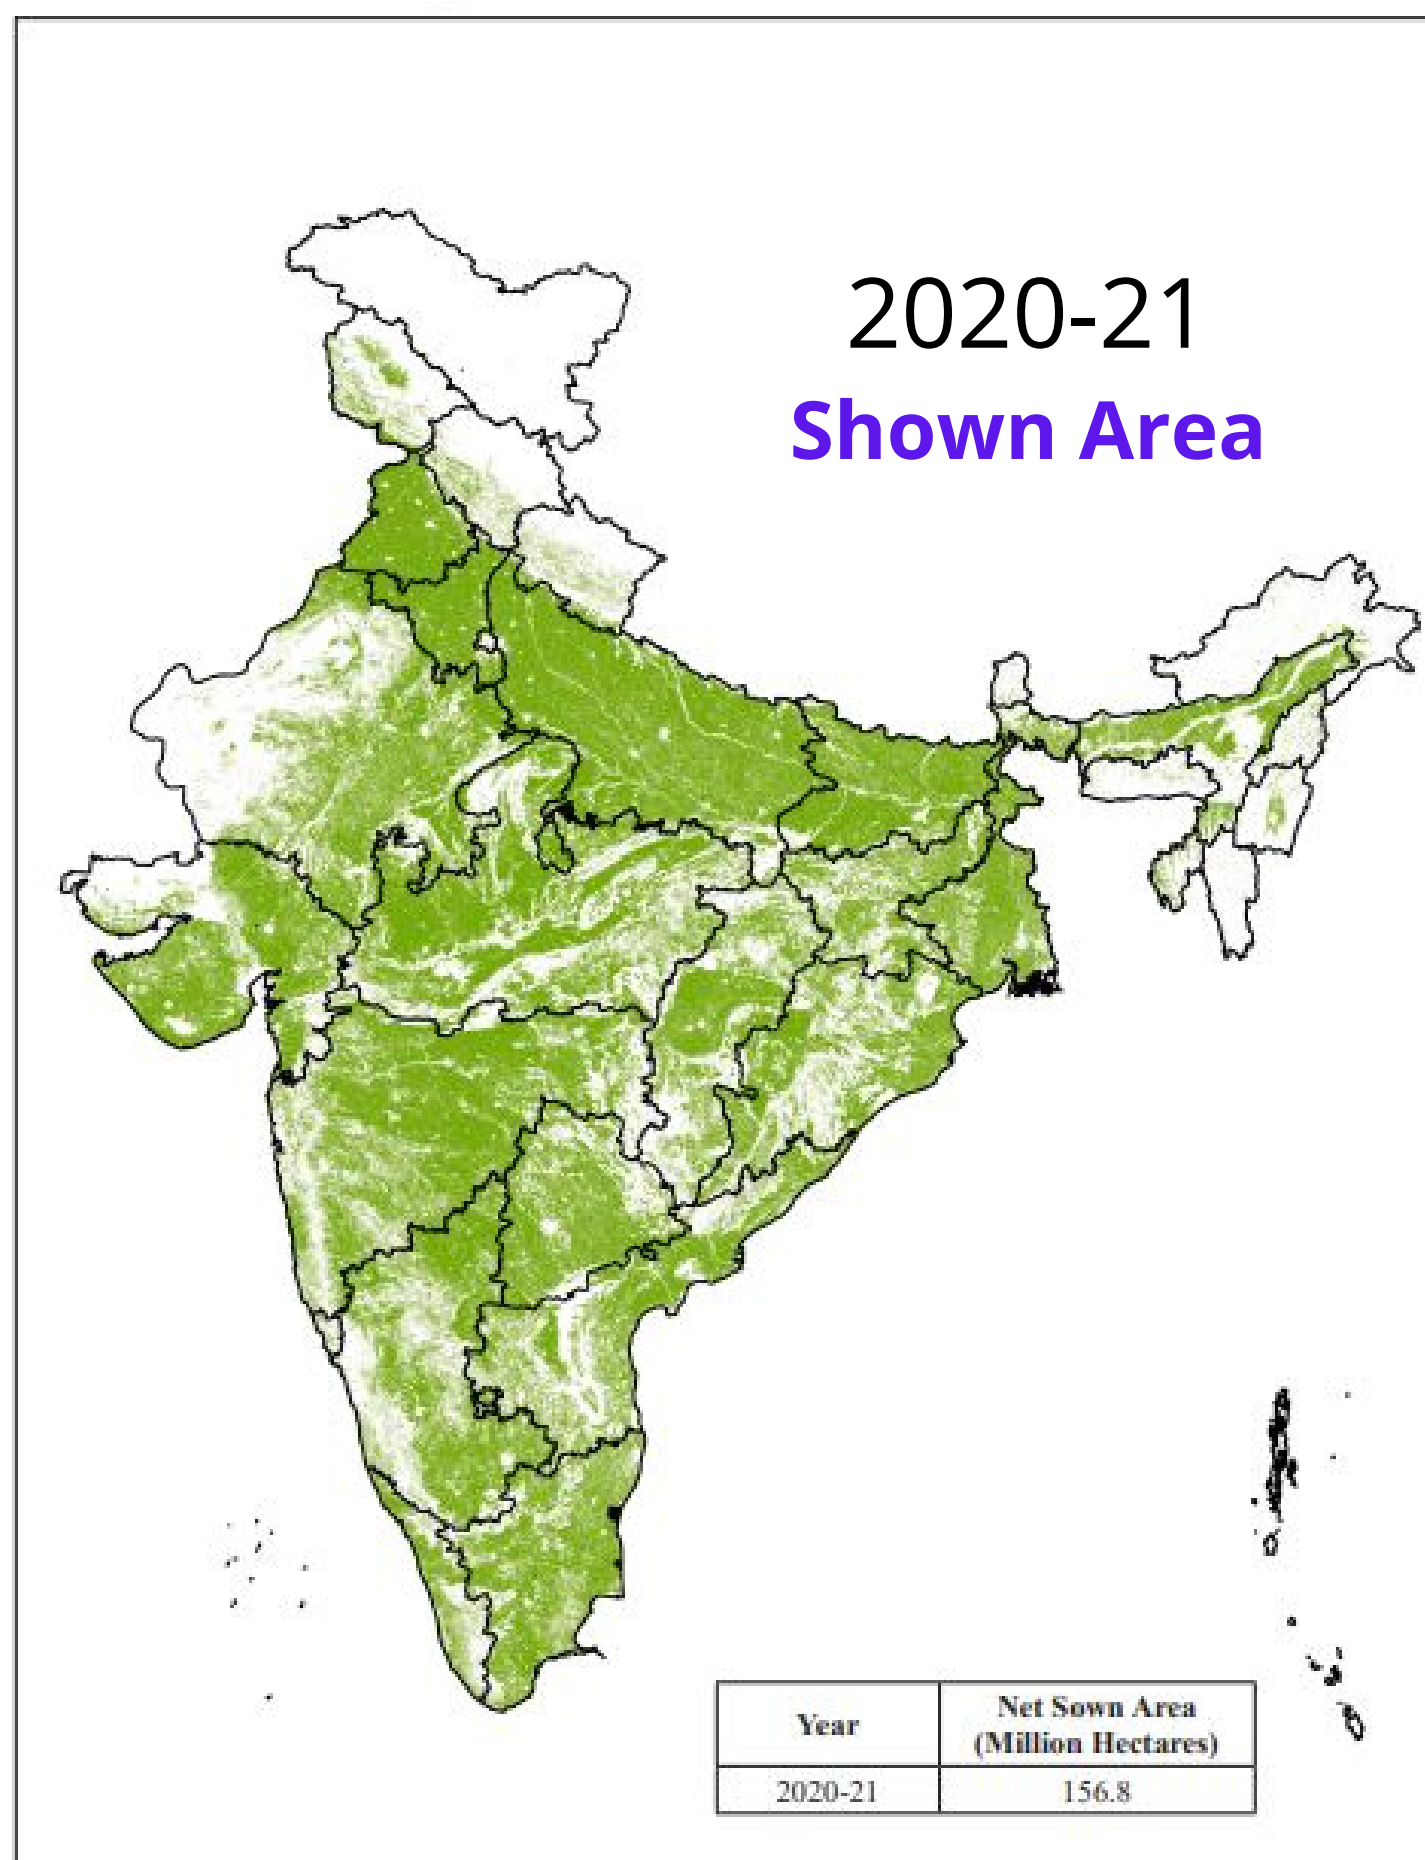 2020-21
Shown Area
Year
Net Sown Area
(Million Hectares)
2020-21
156.8